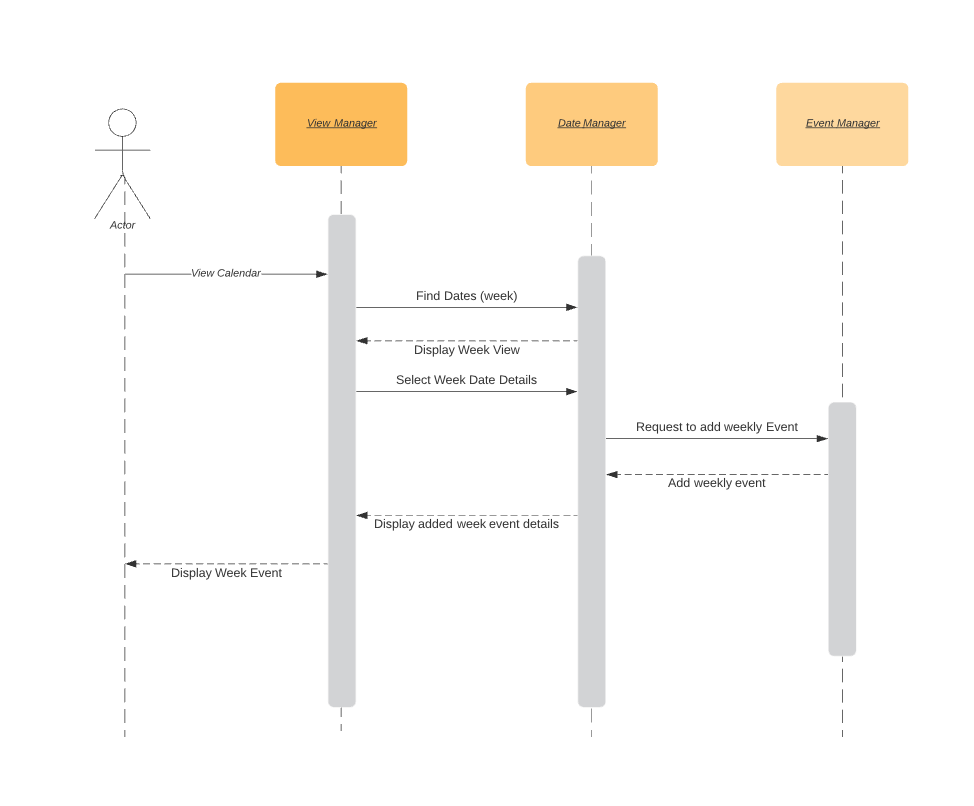 View Manager
Date Manager
Event Manager
Actor
View Calendar
Find Dates (week)
Display Week View
Select Week Date Details
Request to add weekly Event
Add weekly event
Display added week event details
Display Week Event